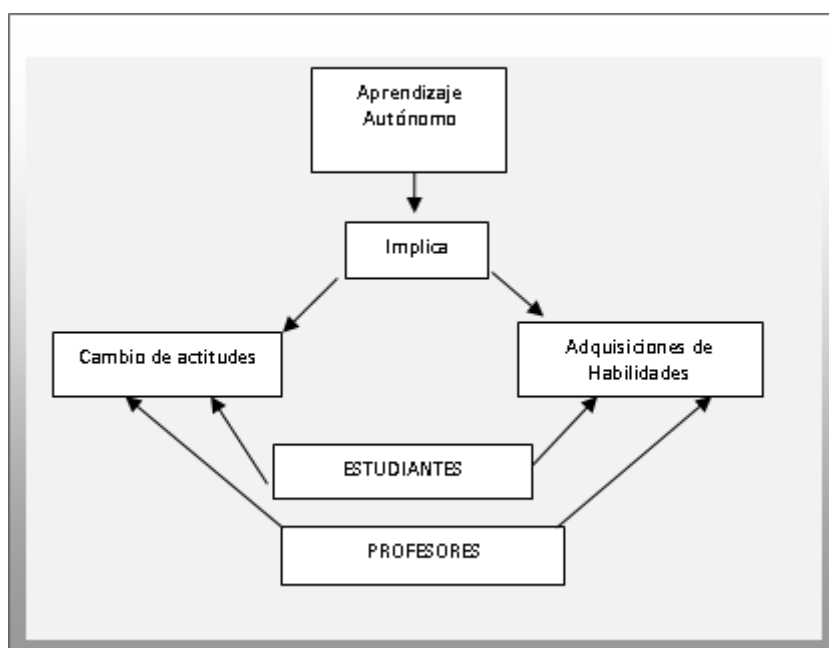 Aprendizaje
Autónomo
Implica
Cambio de actitudes
Adquisiciones de
Habilidades
ESTUDIANTES
PROFESORES